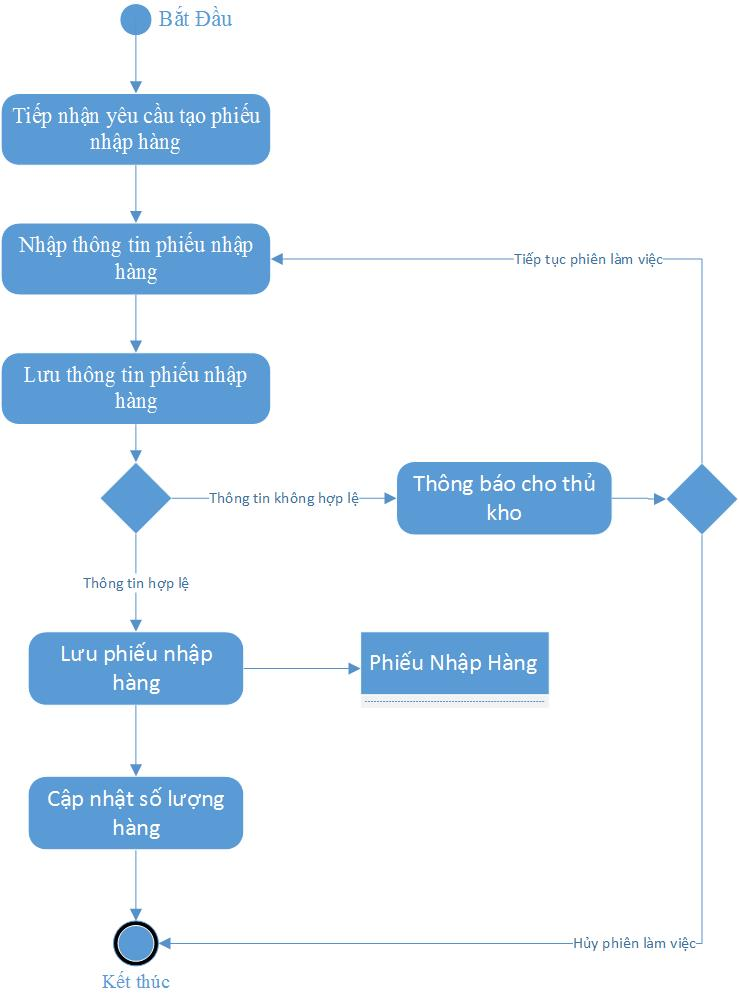 Bắt Đầu
Tiếp nhận yêu cầu tạo phiếu
nhập hàng
Nhập thông tin phiếu nhập
hàng
Tiếp tục phiên làm việc
Lưu thông tin phiếu nhập
hàng
Thông tin không hợp lệ
Thông báo cho thủ
kho
Thông tin hợp lệ
Lưu phiếu nhập
hàng
Phiếu Nhập Hàng
Cập nhật số lượng
hàng
Hủy phiên làm việc
Kết thúc